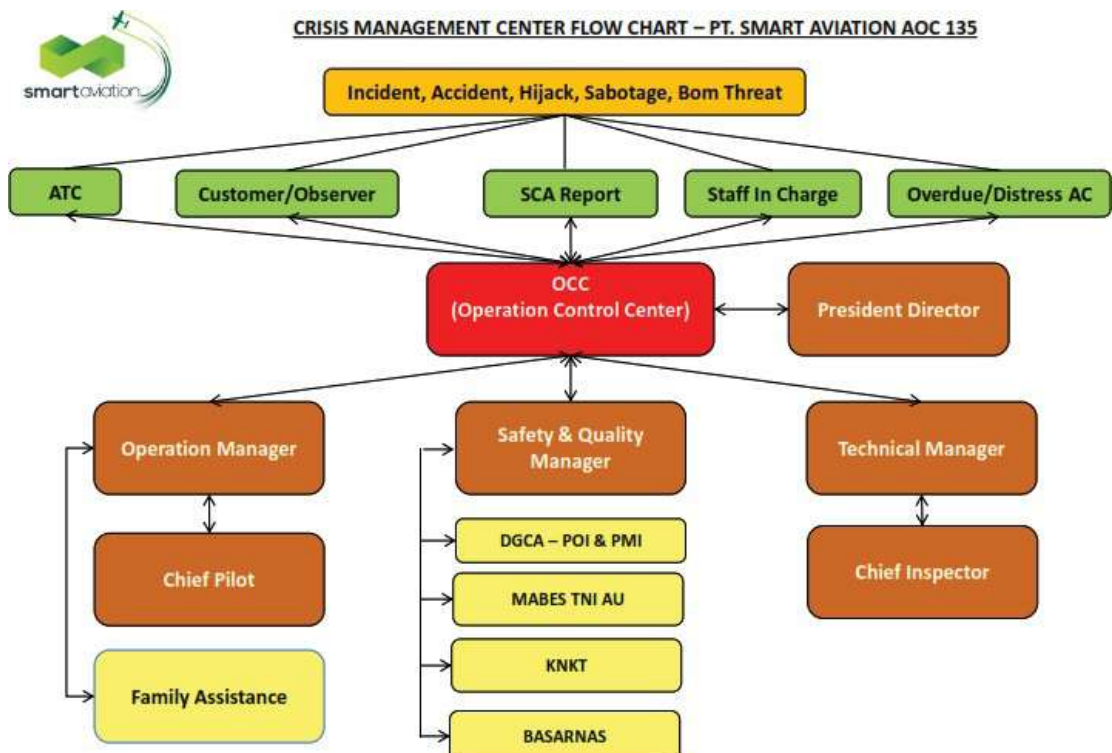 CRISIS MANAGEMENT CENTER FLOW CHART – PT. SMART AVIATION AOC 135
smartaviation
Incident, Accident, Hijack, Sabotage, Bom Threat
ATC
Customer/Observer
SCA Report
Staff In Charge
Overdue/Distress AC
OCC
(Operation Control Center)
President Director
Operation Manager
Safety & Quality
Manager
Technical Manager
Chief Pilot
DGCA – POI & PMI
Chief Inspector
MABES TNI AU
KNKT
Family Assistance
BASARNAS